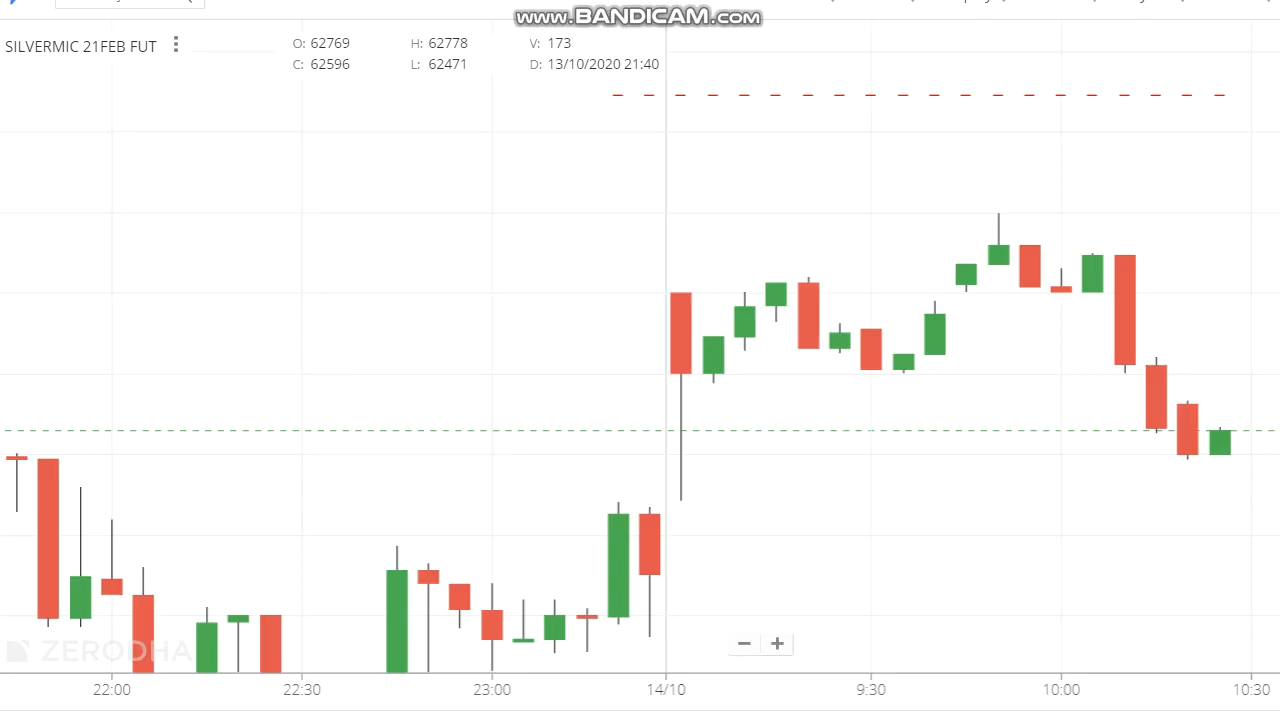 www.BANDICAM.com
SILVERMIC 21FEB FUT
O: 62769 H: 62778 V: 173
C: 62596 L: 62471 D: 13/10/2020 21:40
ZERODHA
22:00 22:30 23:00 14/10 9:30 10:00 10:30